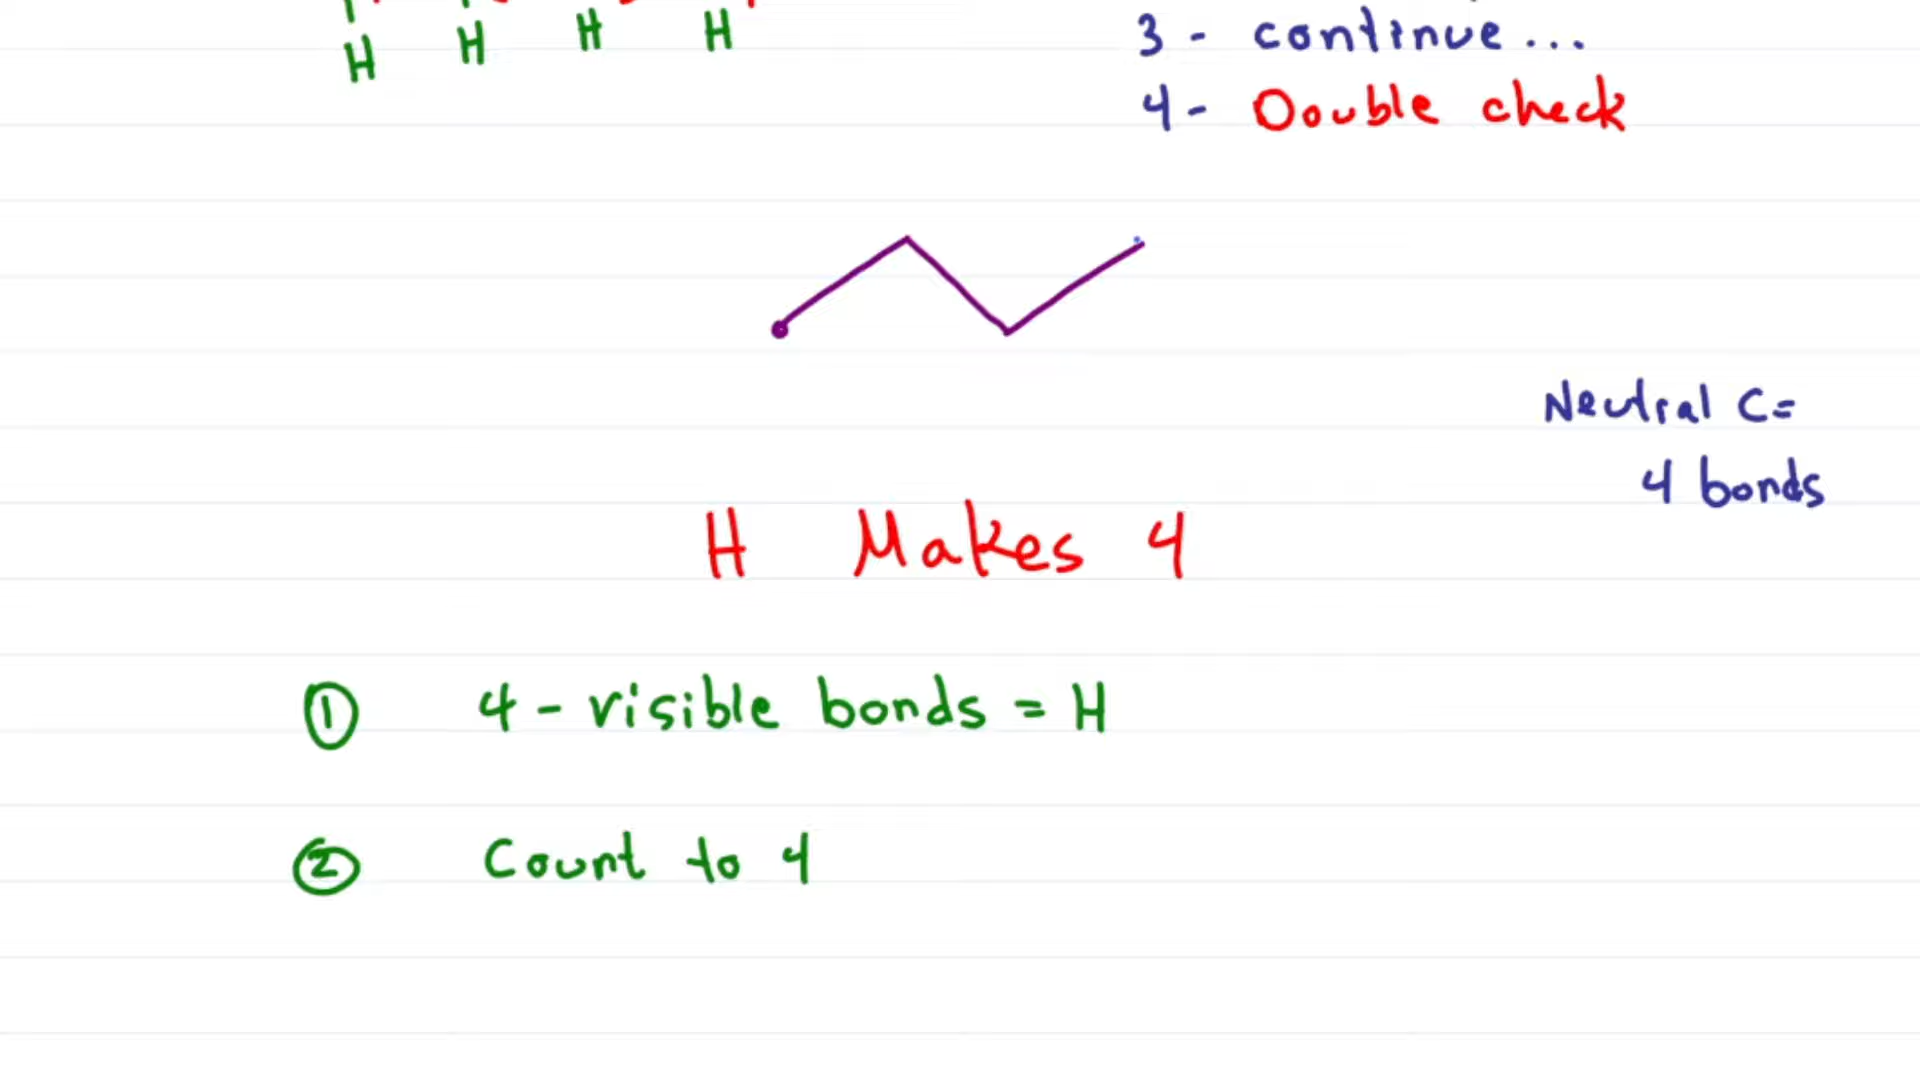 H H H H
3 - continue...
4 - Double check
Neutral C=
4 bonds
H Makes 4
① 4 - visible bonds = H
② Count to 4